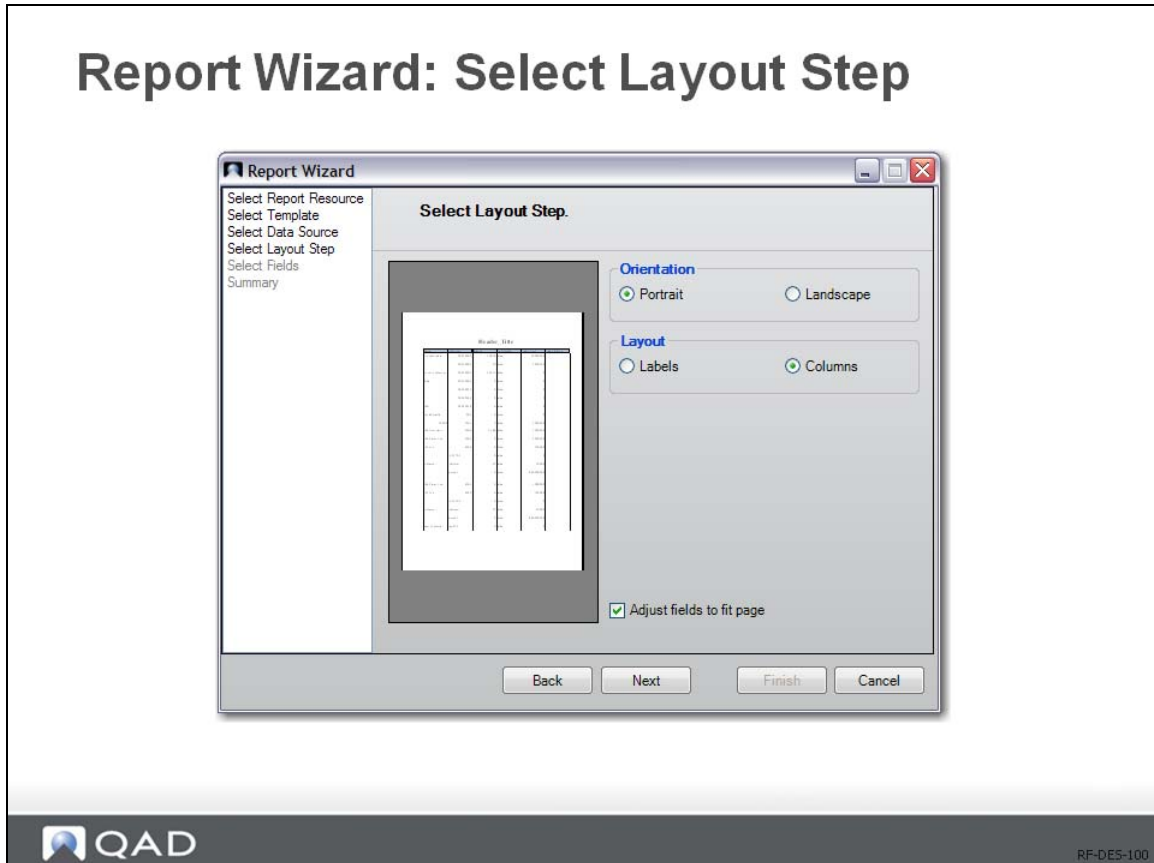 Report Wizard: Select Layout Step
Report Wizard
Select Report Resource
Select Template
Select Data Source
Select Layout Step
Select Fields
Summary
Select Layout Step.
Header_Title
Orientation
Portrait
Landscape
Layout
Labels
Columns
Adjust fields to fit page
Back
Next
Finish
Cancel
QAD
RF-DES-100